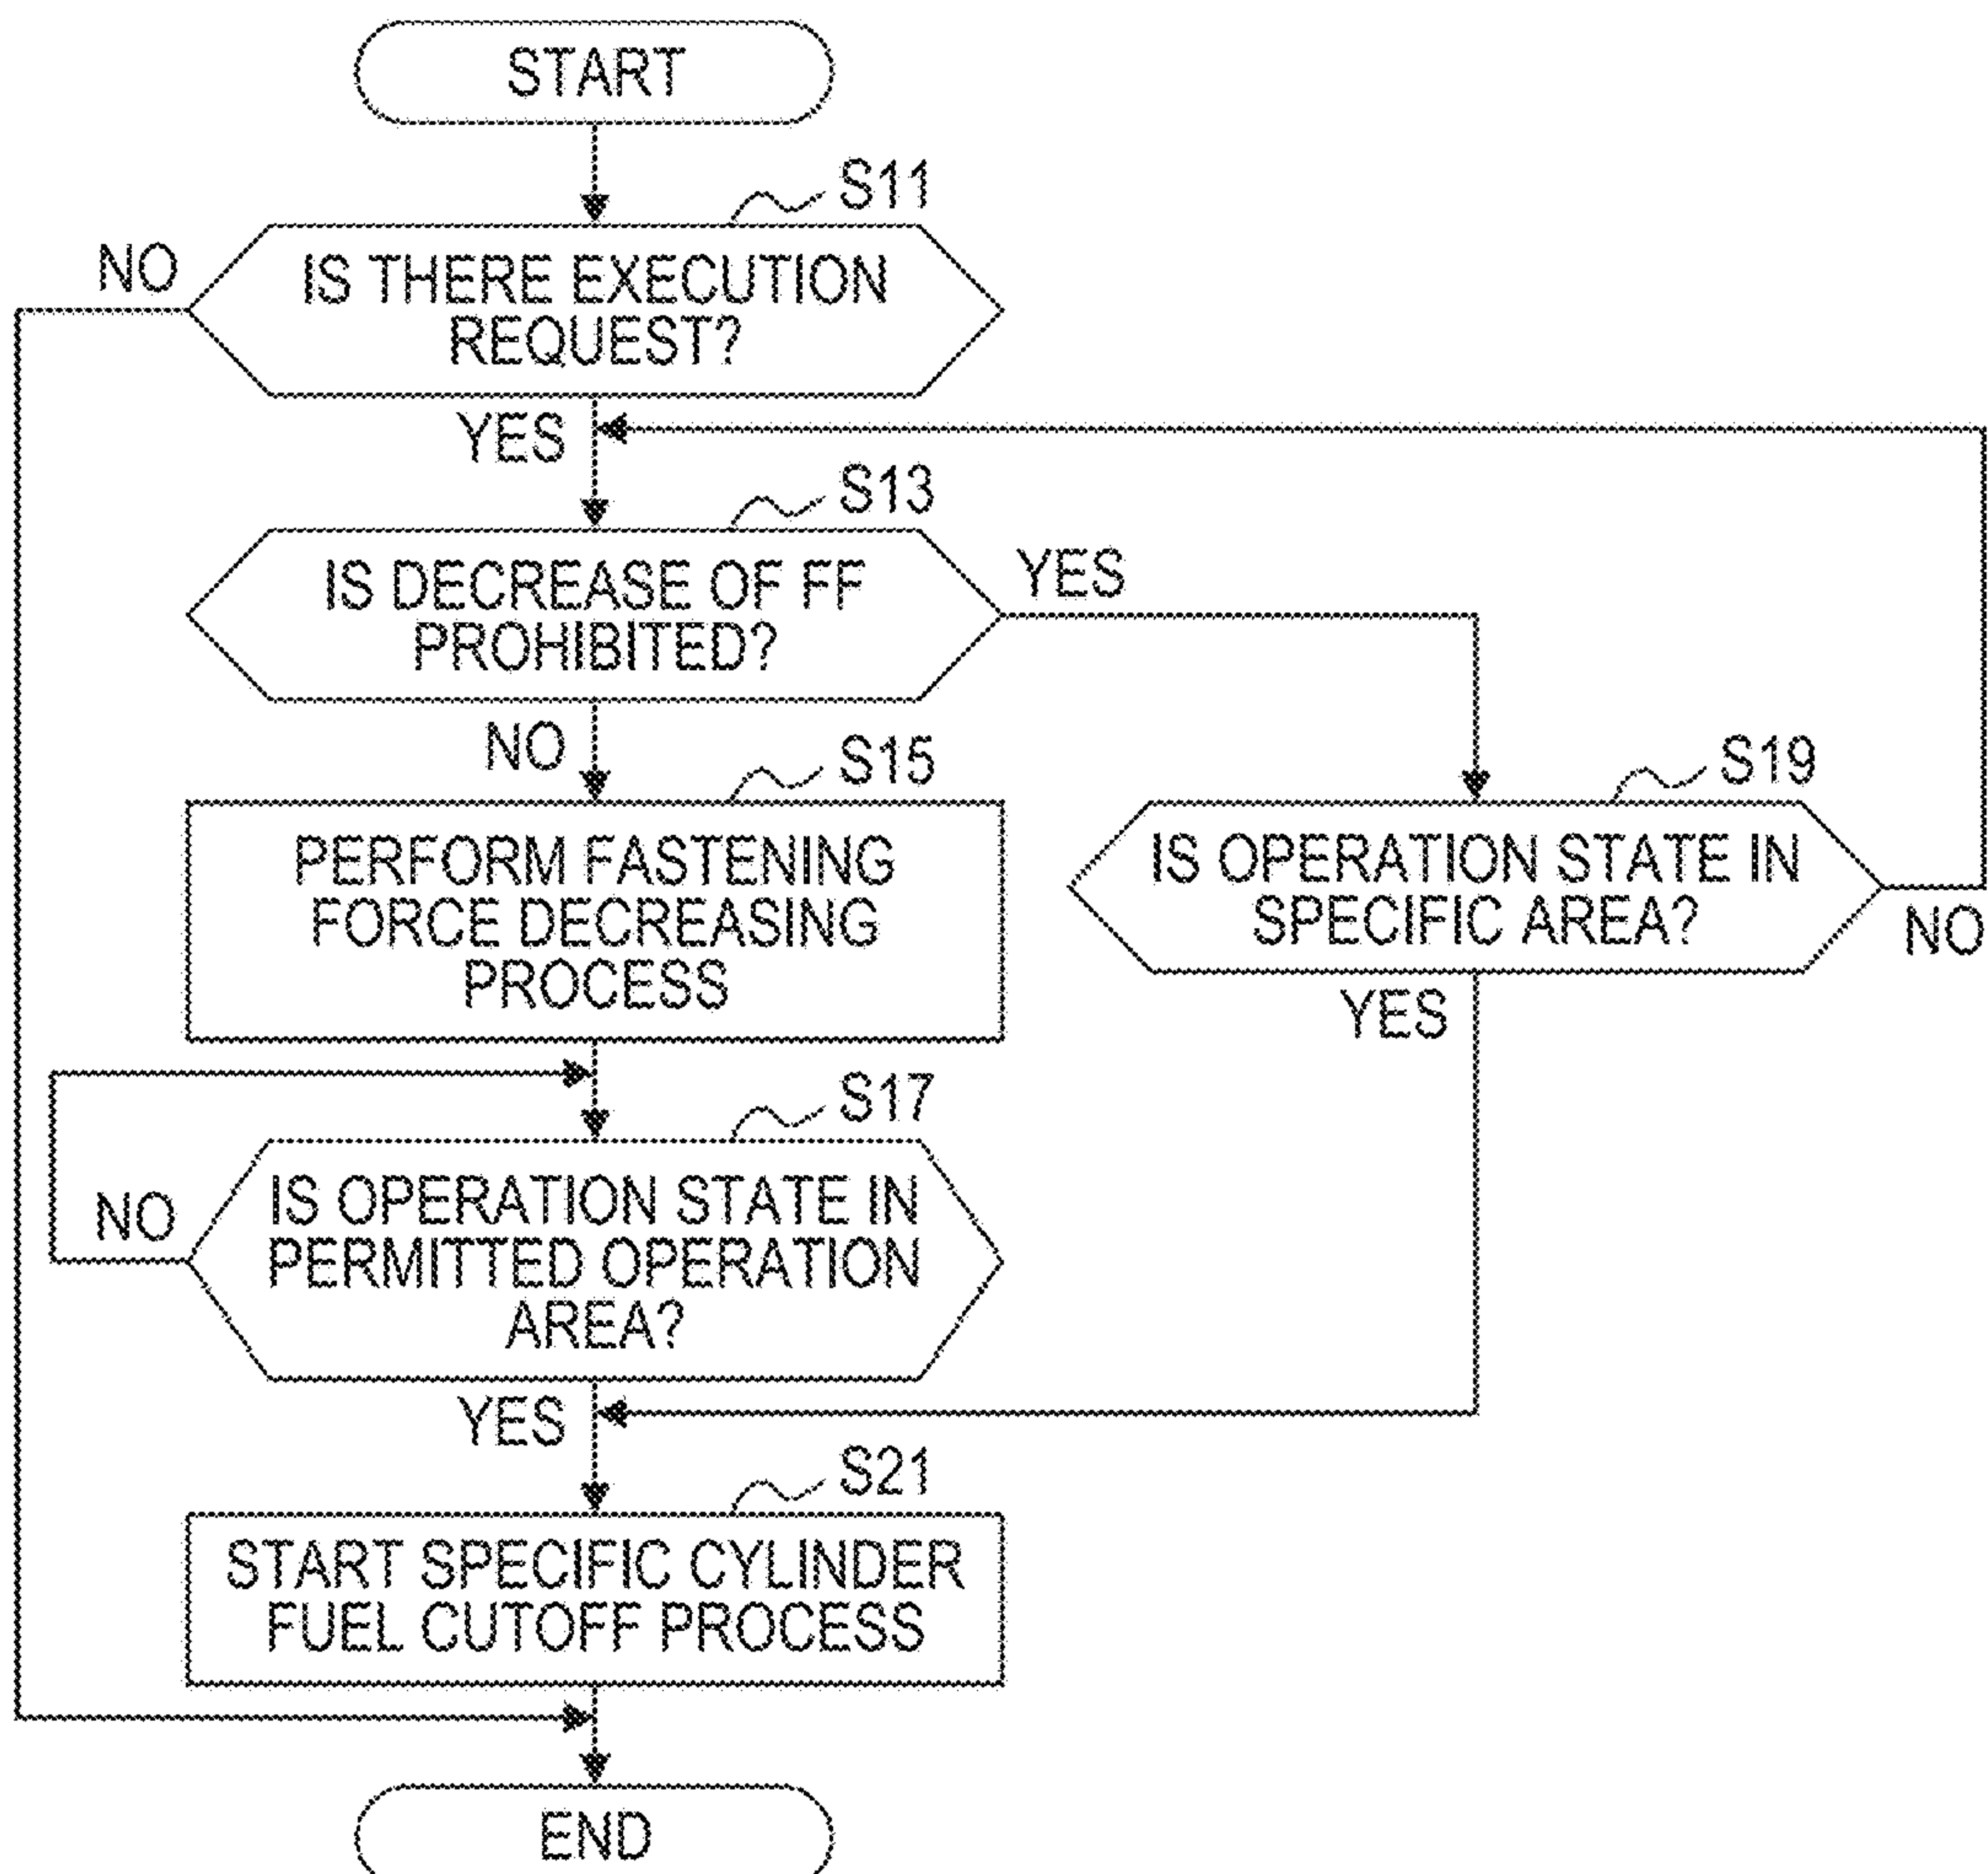 START
S11
NO
IS THERE EXECUTION
REQUEST?
YES
S13
IS DECREASE OF FF
PROHIBITED?
YES
NO
S15
PERFORM FASTENING
FORCE DECREASING
PROCESS
S19
IS OPERATION STATE IN
SPECIFIC AREA?
NO
YES
S17
NO
IS OPERATION STATE IN
PERMITTED OPERATION
AREA?
YES
S21
START SPECIFIC CYLINDER
FUEL CUTOFF PROCESS
END